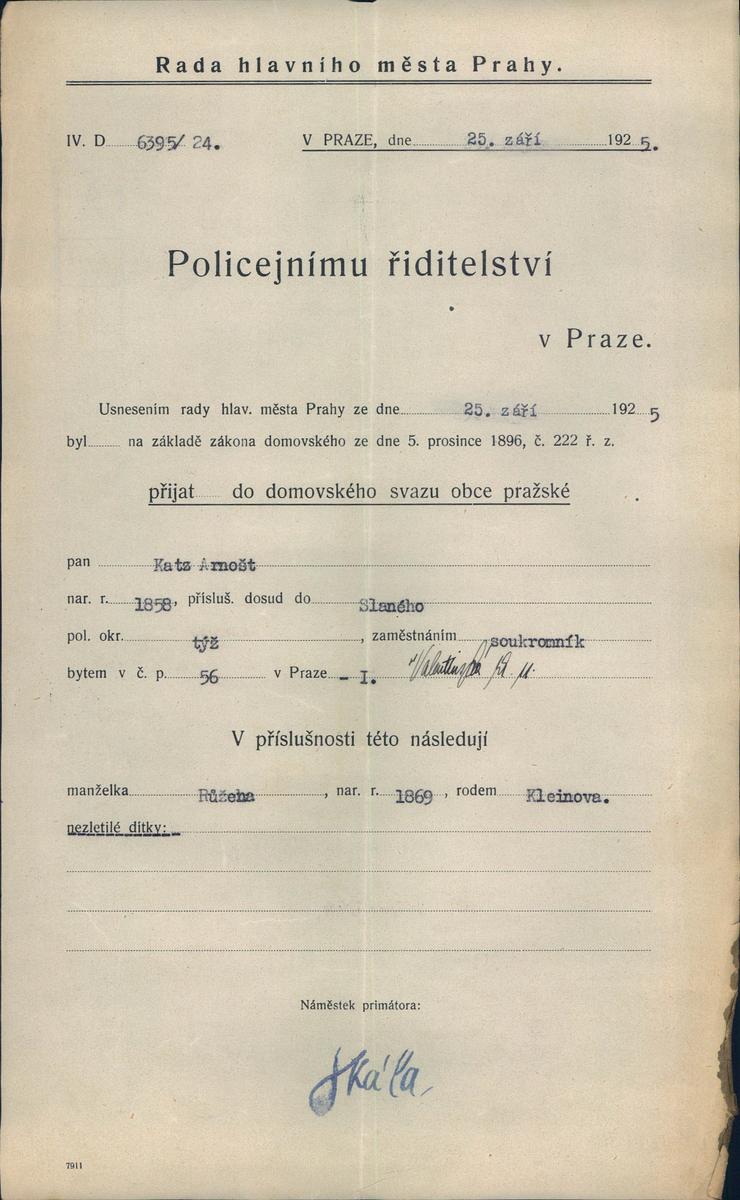 Rada hlavního města Prahy.
IV. D 6395/24. V PRAZE, dne 25. září 1925.
Policejnímu řiditelství
v Praze.
Usnesením rady hlav. města Prahy ze dne 25. září 1925
byl na základě zákona domovského ze dne 5. prosince 1896, č. 222 ř. z.
přijat do domovského svazu obce pražské .
pan Katz Arnošt
nar. r. 1858, přísluš. dosud do Slaného
pol. okr. týž , zaměstnáním soukromník
bytem v č. p. 56 v Praze - I. Valentinská
V příslušnosti této následují
manželka Růžena , nar. r. 1869 , rodem Kleinova.
nezletilé dítky: -
Náměstek primátora:
Skála
7911